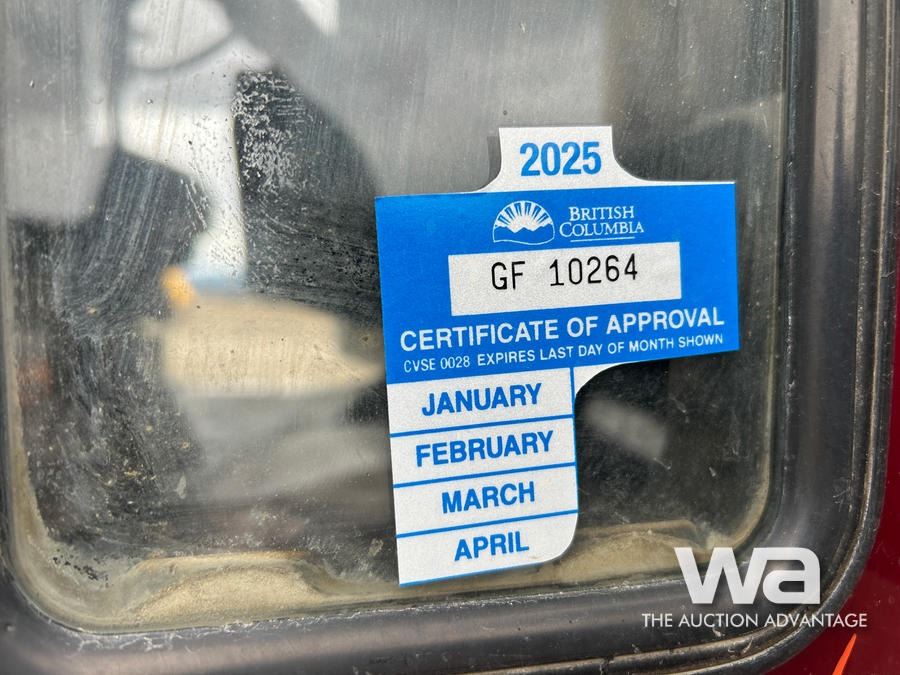 2025
BRITISH
COLUMBIA
GF 10264
CERTIFICATE OF APPROVAL
CVSE 0028 EXPIRES LAST DAY OF MONTH SHOWN
JANUARY
FEBRUARY
MARCH
APRIL
wa
THE AUCTION ADVANTAGE